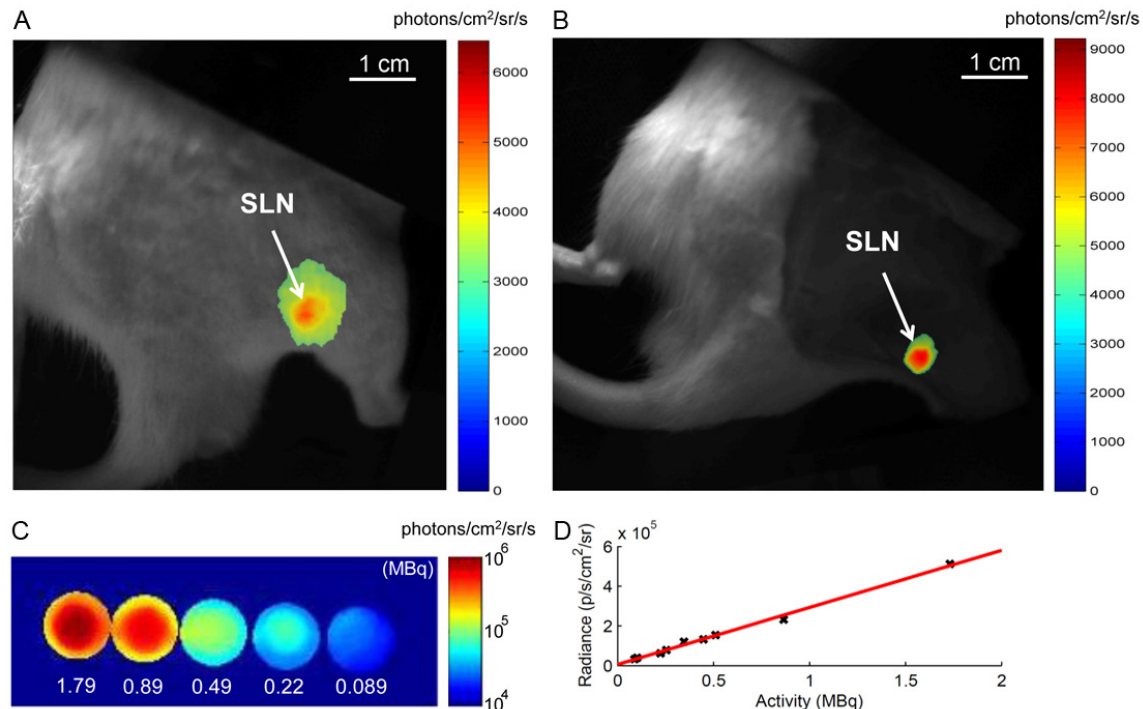 A
photons/cm²/sr/s
1 cm
SLN
6000
5000
4000
3000
2000
1000
0
B
photons/cm²/sr/s
1 cm
SLN
9000
8000
7000
6000
5000
4000
3000
2000
1000
0
C
photons/cm²/sr/s
(MBq)
1.79 0.89 0.49 0.22 0.089
10⁶
10⁵
10⁴
D
x 10⁵
Radiance (p/s/cm²/sr)
6
4
2
0
0 0.5 1 1.5 2
Activity (MBq)